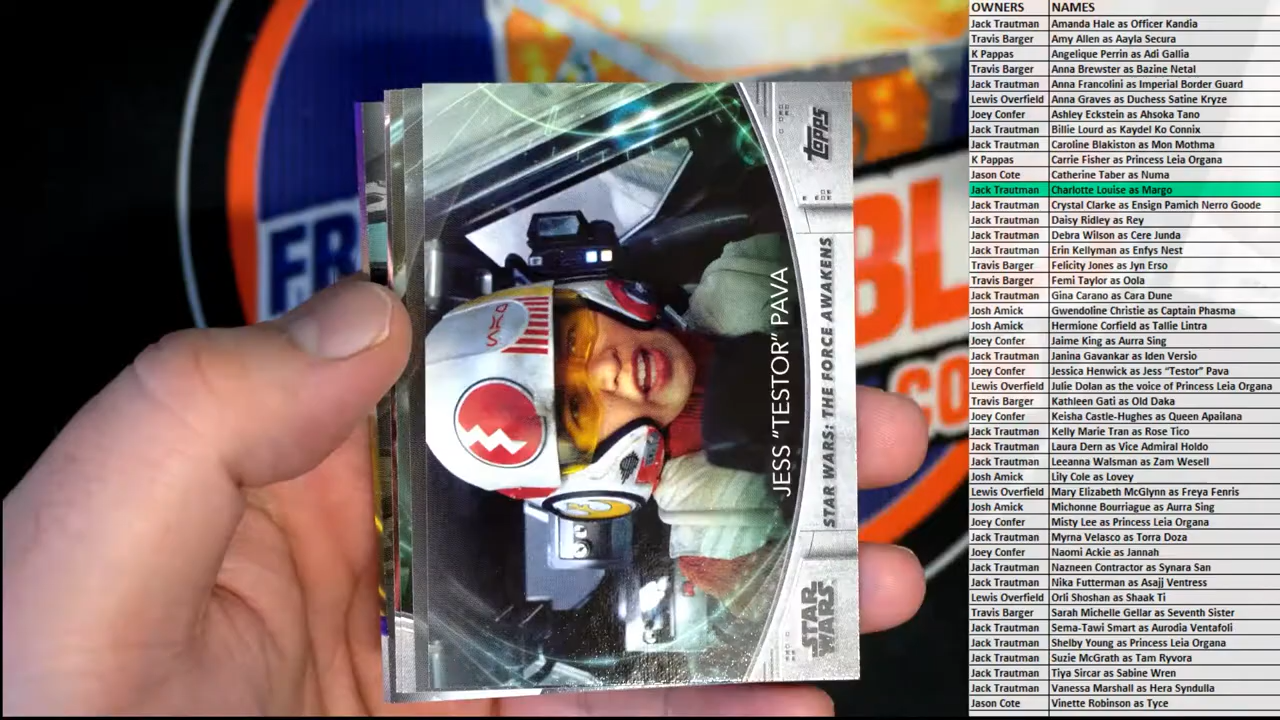 TOPPS
STAR WARS: THE FORCE AWAKENS
JESS "TESTOR" PAVA
STAR WARS
BL
CO
OWNERS NAMES
Jack Trautman Amanda Hale as Officer Kandia
Travis Barger Amy Allen as Aayla Secura
K Pappas Angelique Perrin as Adi Gallia
Travis Barger Anna Brewster as Bazine Netal
Jack Trautman Anna Francolini as Imperial Border Guard
Lewis Overfield Anna Graves as Duchess Satine Kryze
Joey Confer Ashley Eckstein as Ahsoka Tano
Jack Trautman Billie Lourd as Kaydel Ko Connix
Jack Trautman Caroline Blakiston as Mon Mothma
K Pappas Carrie Fisher as Princess Leia Organa
Jason Cote Catherine Taber as Numa
Jack Trautman Charlotte Louise as Margo
Jack Trautman Crystal Clarke as Ensign Pamich Nerro Goode
Jack Trautman Daisy Ridley as Rey
Jack Trautman Debra Wilson as Cere Junda
Jack Trautman Erin Kellyman as Enfys Nest
Travis Barger Felicity Jones as Jyn Erso
Travis Barger Femi Taylor as Oola
Jack Trautman Gina Carano as Cara Dune
Josh Amick Gwendoline Christie as Captain Phasma
Josh Amick Hermione Corfield as Tallie Lintra
Joey Confer Jaime King as Aurra Sing
Jack Trautman Janina Gavankar as Iden Versio
Joey Confer Jessica Henwick as Jess “Testor” Pava
Lewis Overfield Julie Dolan as the voice of Princess Leia Organa
Travis Barger Kathleen Gati as Old Daka
Joey Confer Keisha Castle-Hughes as Queen Apailana
Jack Trautman Kelly Marie Tran as Rose Tico
Jack Trautman Laura Dern as Vice Admiral Holdo
Jack Trautman Leeanna Walsman as Zam Wesell
Josh Amick Lily Cole as Lovey
Lewis Overfield Mary Elizabeth McGlynn as Freya Fenris
Josh Amick Michonne Bourriague as Aurra Sing
Joey Confer Misty Lee as Princess Leia Organa
Jack Trautman Myrna Velasco as Torra Doza
Joey Confer Naomi Ackie as Jannah
Jack Trautman Nazneen Contractor as Synara San
Jack Trautman Nika Futterman as Asajj Ventress
Lewis Overfield Orli Shoshan as Shaak Ti
Travis Barger Sarah Michelle Gellar as Seventh Sister
Jack Trautman Sema-Tawi Smart as Aurodia Ventafoli
Jack Trautman Shelby Young as Princess Leia Organa
Jack Trautman Suzie McGrath as Tam Ryvora
Jack Trautman Tiya Sircar as Sabine Wren
Jack Trautman Vanessa Marshall as Hera Syndulla
Jason Cote Vinette Robinson as Tyce